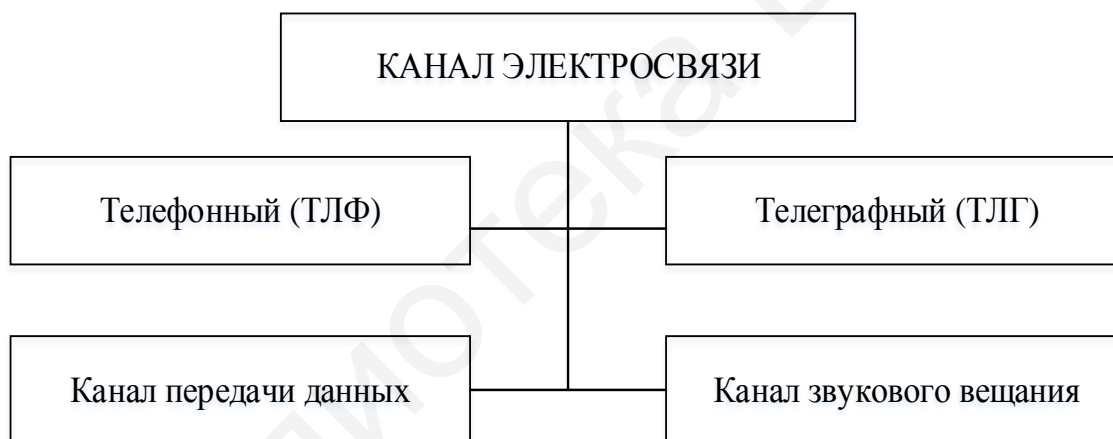 КАНАЛ ЭЛЕКТРОСВЯЗИ
Телефонный (ТЛФ)
Телеграфный (ТЛГ)
Канал передачи данных
Канал звукового вещания